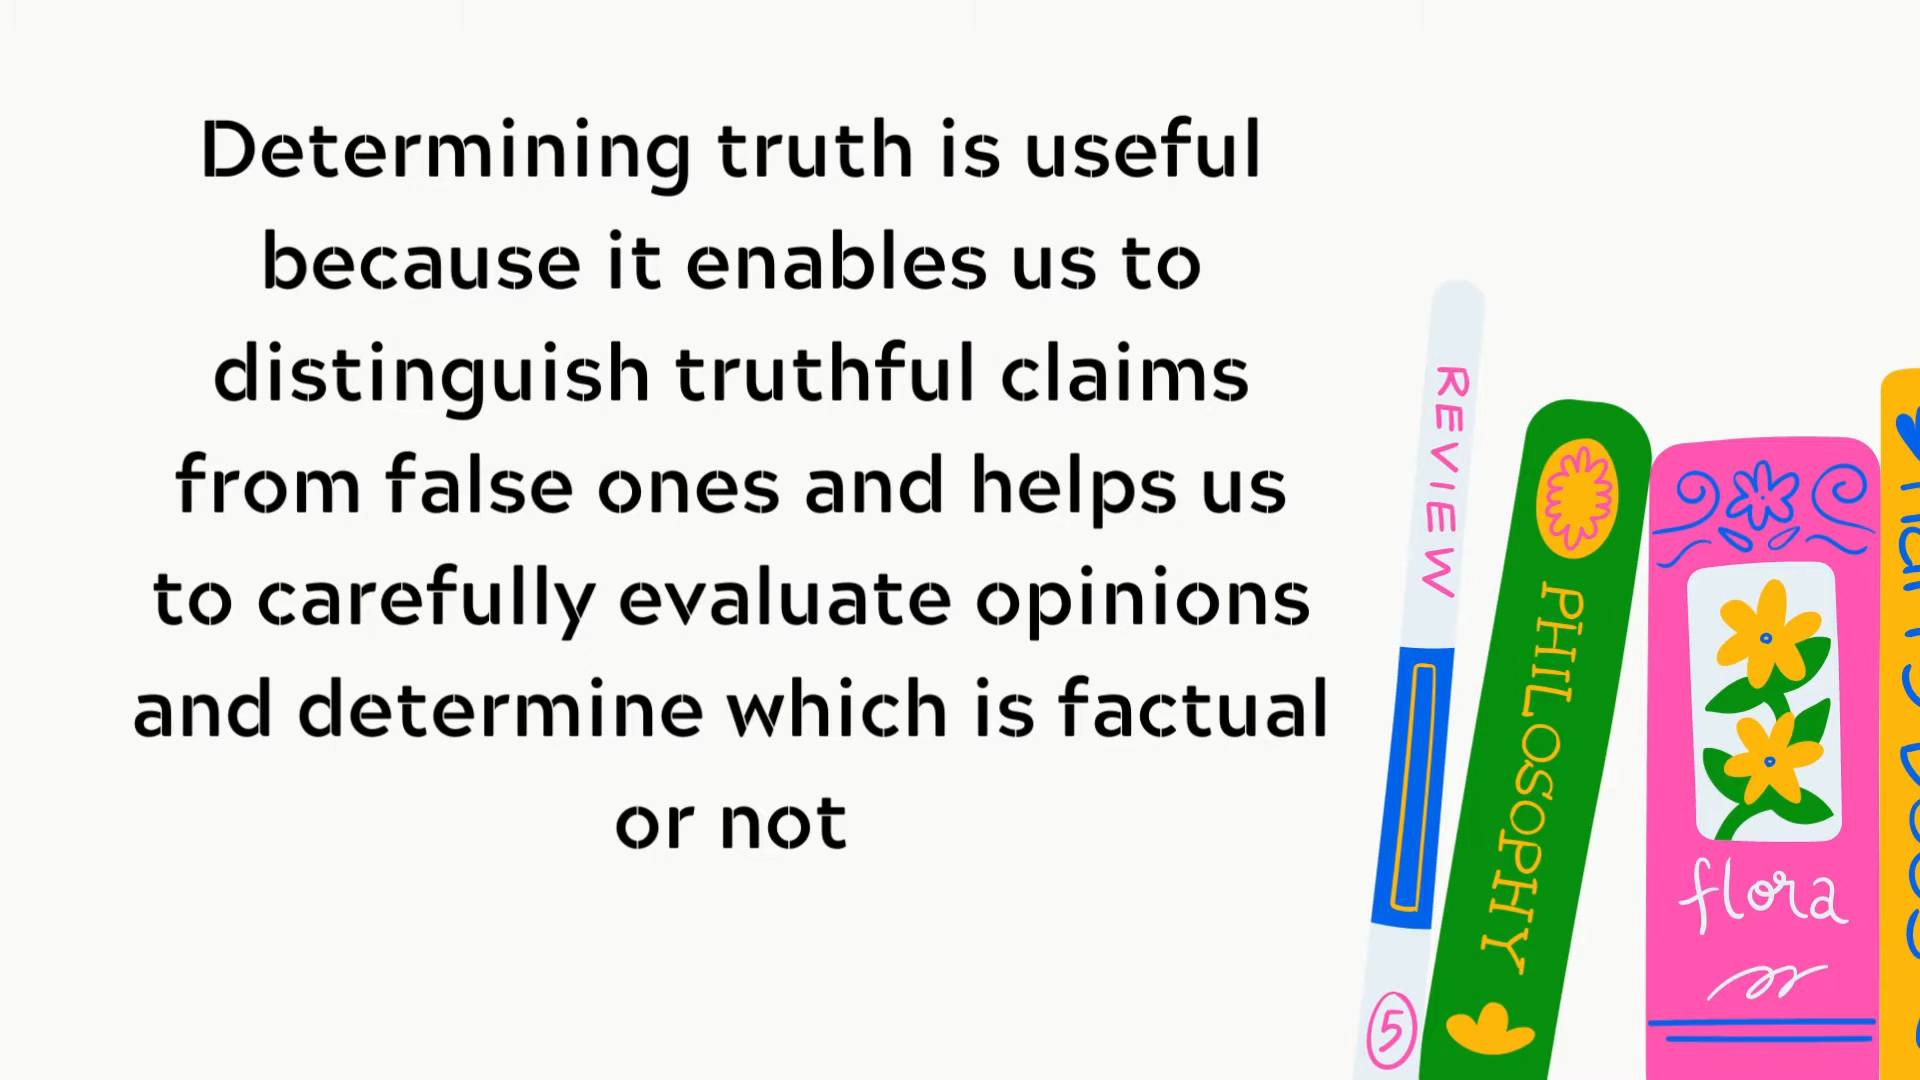 Determining truth is useful
because it enables us to
distinguish truthful claims
from false ones and helps us
to carefully evaluate opinions
and determine which is factual
or not
REVIEW
5
PHILOSOPHY
flora